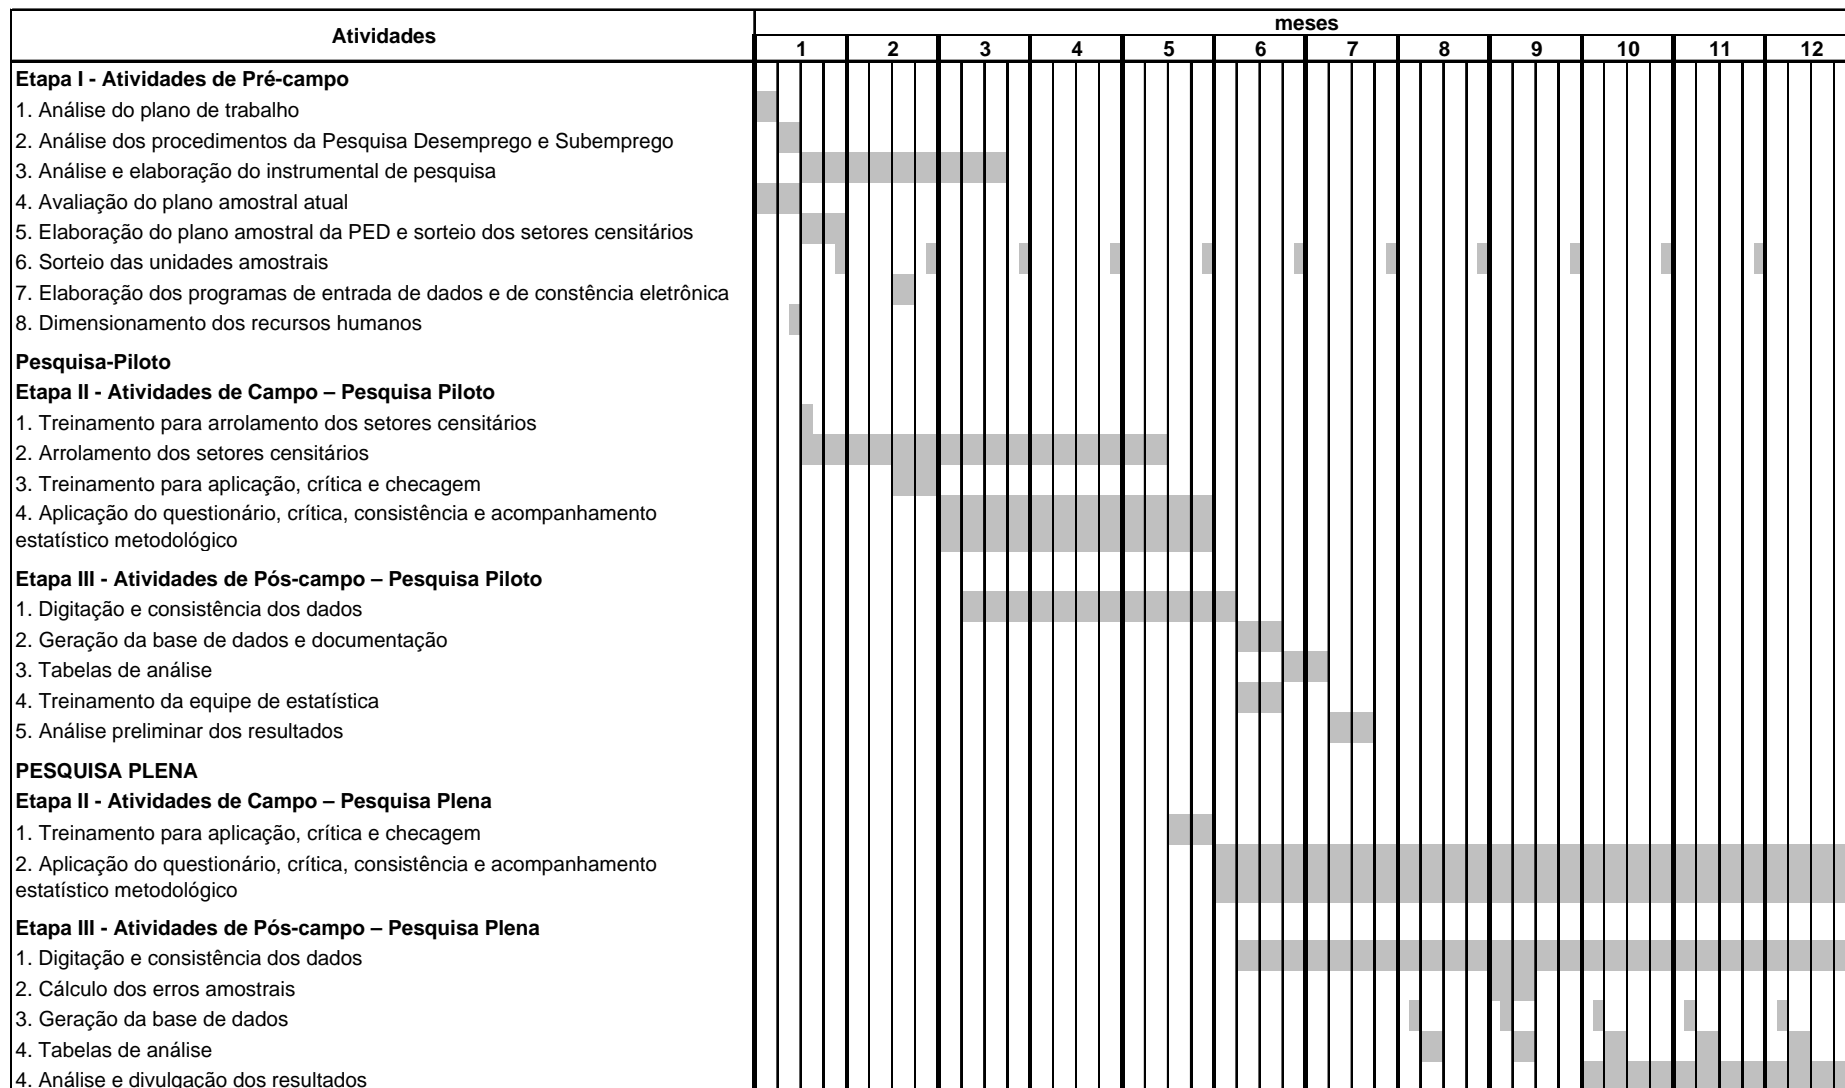 Atividades
meses
1 2 3 4 5 6 7 8 9 10 11 12
Etapa I - Atividades de Pré-campo
1. Análise do plano de trabalho
2. Análise dos procedimentos da Pesquisa Desemprego e Subemprego
3. Análise e elaboração do instrumental de pesquisa
4. Avaliação do plano amostral atual
5. Elaboração do plano amostral da PED e sorteio dos setores censitários
6. Sorteio das unidades amostrais
7. Elaboração dos programas de entrada de dados e de constência eletrônica
8. Dimensionamento dos recursos humanos
Pesquisa-Piloto
Etapa II - Atividades de Campo – Pesquisa Piloto
1. Treinamento para arrolamento dos setores censitários
2. Arrolamento dos setores censitários
3. Treinamento para aplicação, crítica e checagem
4. Aplicação do questionário, crítica, consistência e acompanhamento
estatístico metodológico
Etapa III - Atividades de Pós-campo – Pesquisa Piloto
1. Digitação e consistência dos dados
2. Geração da base de dados e documentação
3. Tabelas de análise
4. Treinamento da equipe de estatística
5. Análise preliminar dos resultados
PESQUISA PLENA
Etapa II - Atividades de Campo – Pesquisa Plena
1. Treinamento para aplicação, crítica e checagem
2. Aplicação do questionário, crítica, consistência e acompanhamento
estatístico metodológico
Etapa III - Atividades de Pós-campo – Pesquisa Plena
1. Digitação e consistência dos dados
2. Cálculo dos erros amostrais
3. Geração da base de dados
4. Tabelas de análise
4. Análise e divulgação dos resultados